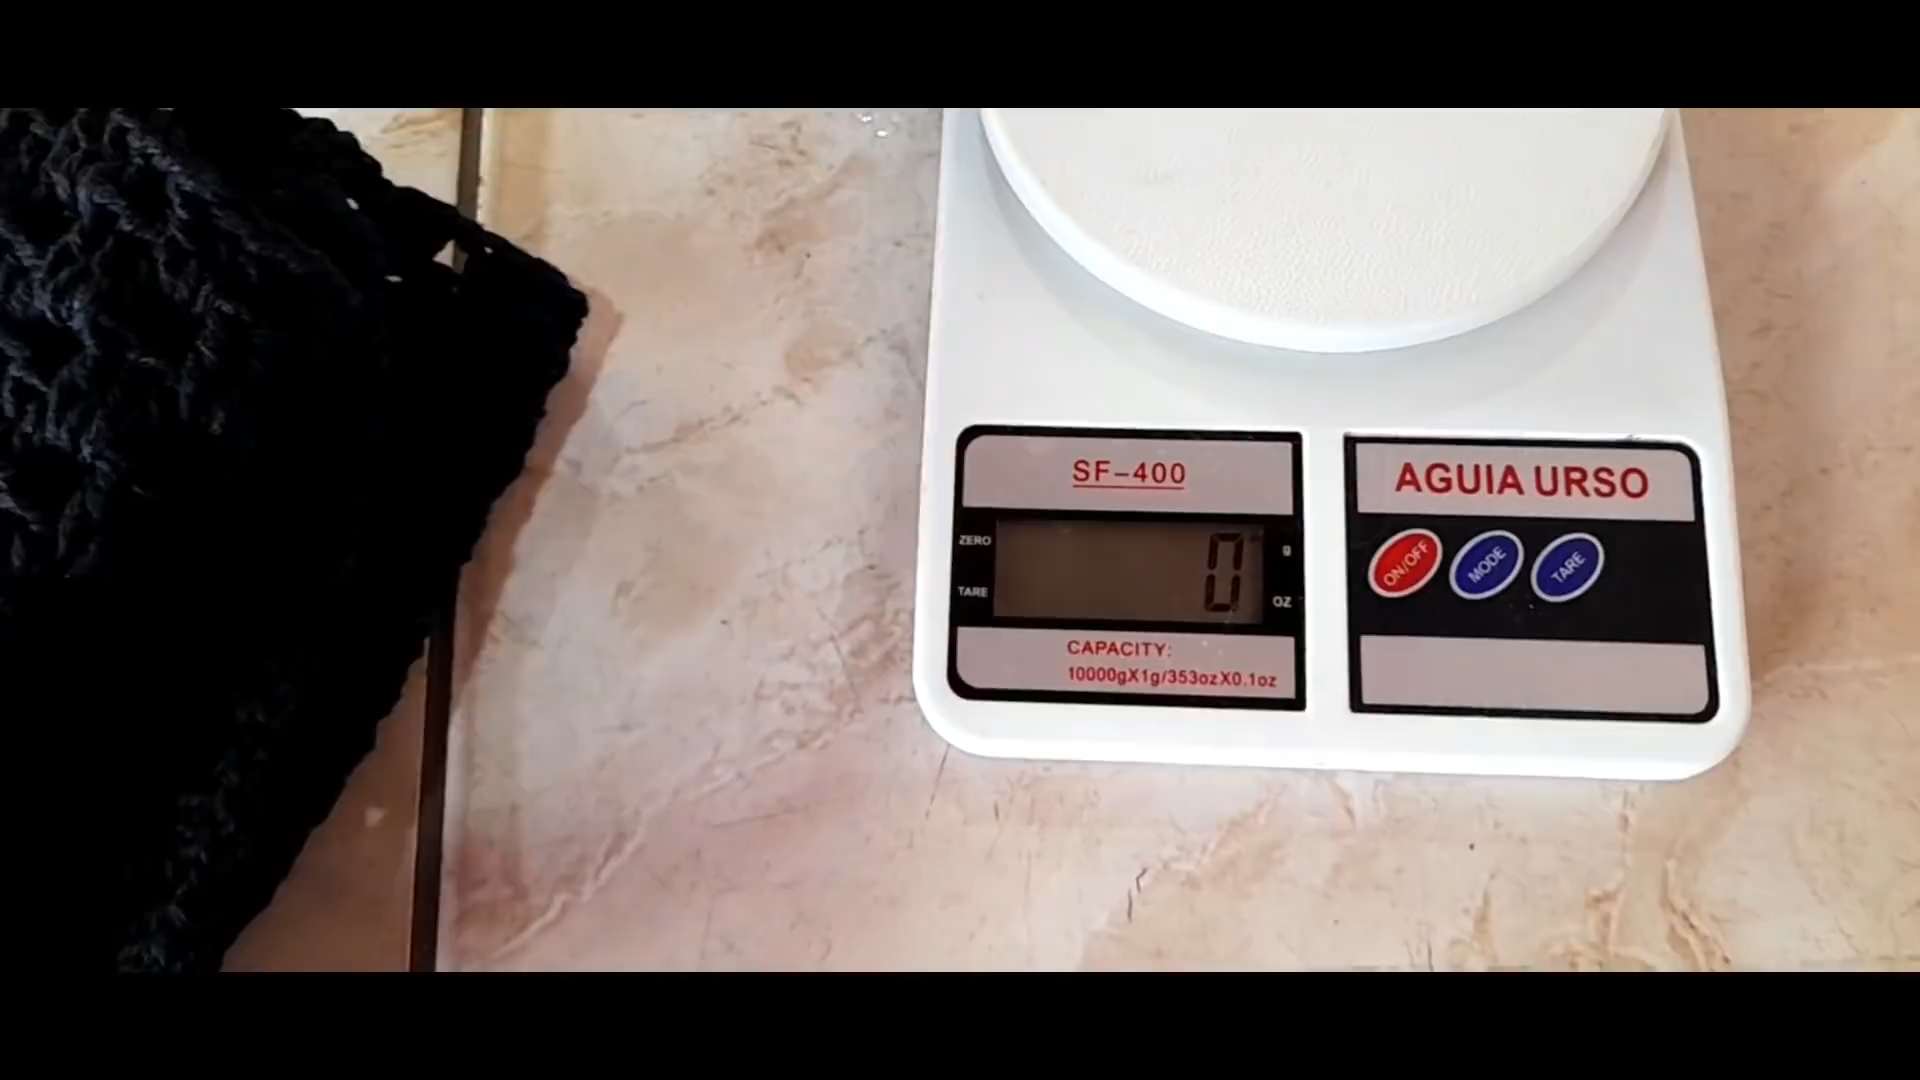 SF-400
ZERO
0
g
TARE
OZ
CAPACITY:
10000gX1g/353ozX0.1oz
AGUIA URSO
ON/OFF
MODE
TARE